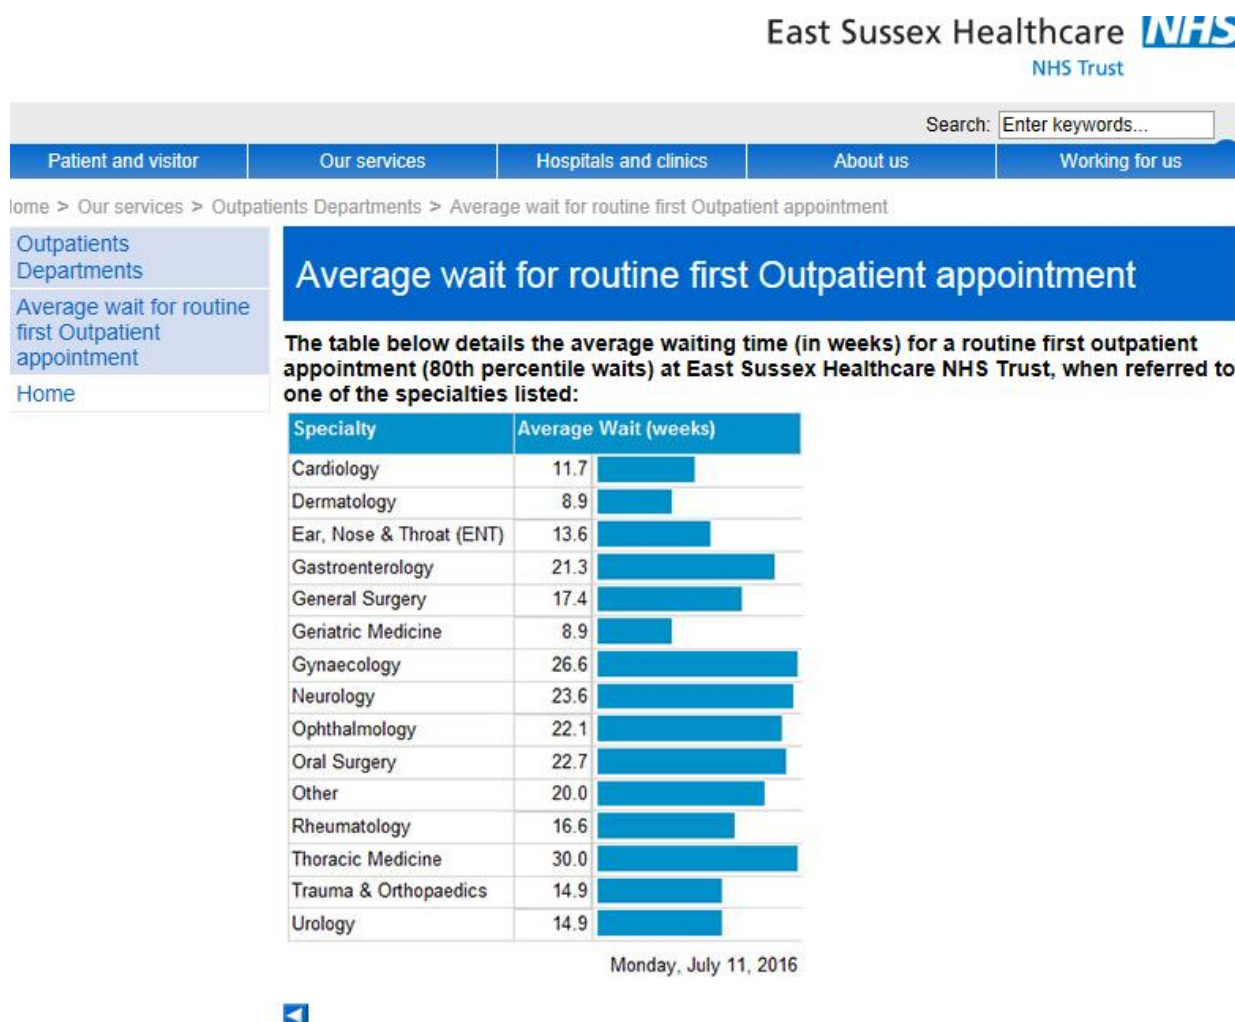 East Sussex Healthcare NHS
NHS Trust
Search: Enter keywords...
Patient and visitor Our services Hospitals and clinics About us Working for us
ome > Our services > Outpatients Departments > Average wait for routine first Outpatient appointment
Outpatients
Departments
Average wait for routine
first Outpatient
appointment
Home
Average wait for routine first Outpatient appointment
The table below details the average waiting time (in weeks) for a routine first outpatient
appointment (80th percentile waits) at East Sussex Healthcare NHS Trust, when referred to
one of the specialties listed:
Specialty Average Wait (weeks)
Cardiology 11.7
Dermatology 8.9
Ear, Nose & Throat (ENT) 13.6
Gastroenterology 21.3
General Surgery 17.4
Geriatric Medicine 8.9
Gynaecology 26.6
Neurology 23.6
Ophthalmology 22.1
Oral Surgery 22.7
Other 20.0
Rheumatology 16.6
Thoracic Medicine 30.0
Trauma & Orthopaedics 14.9
Urology 14.9
Monday, July 11, 2016